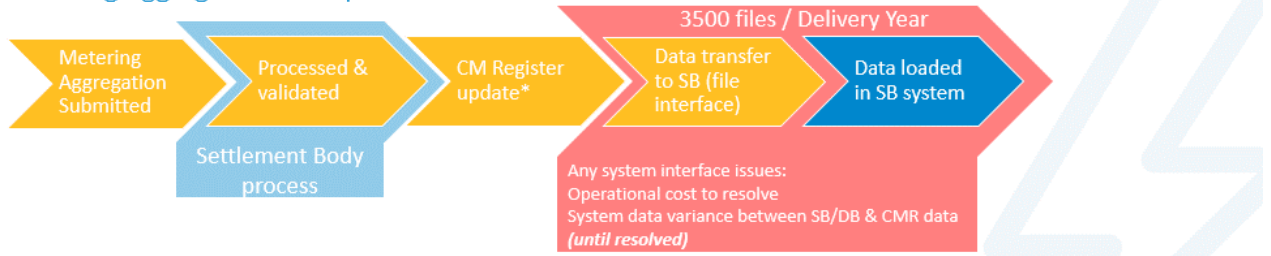 3500 files / Delivery Year
Metering
Aggregation
Submitted
Processed &
validated
CM Register
update*
Data transfer
to SB (file
interface)
Data loaded
in SB system
Settlement Body
process
Any system interface issues:
Operational cost to resolve
System data variance between SB/DB & CMR data
(until resolved)